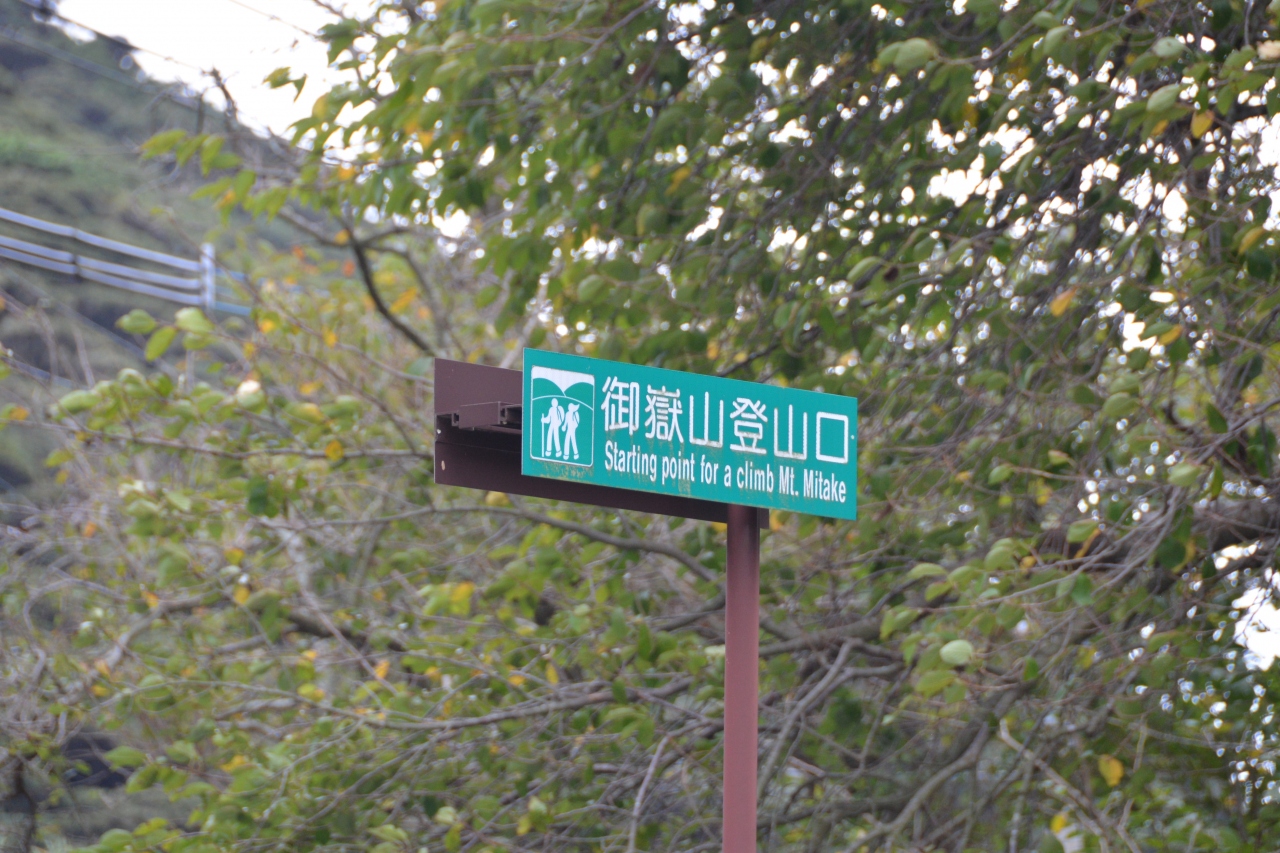 御嶽山登山口
Starting point for a climb Mt. Mitake